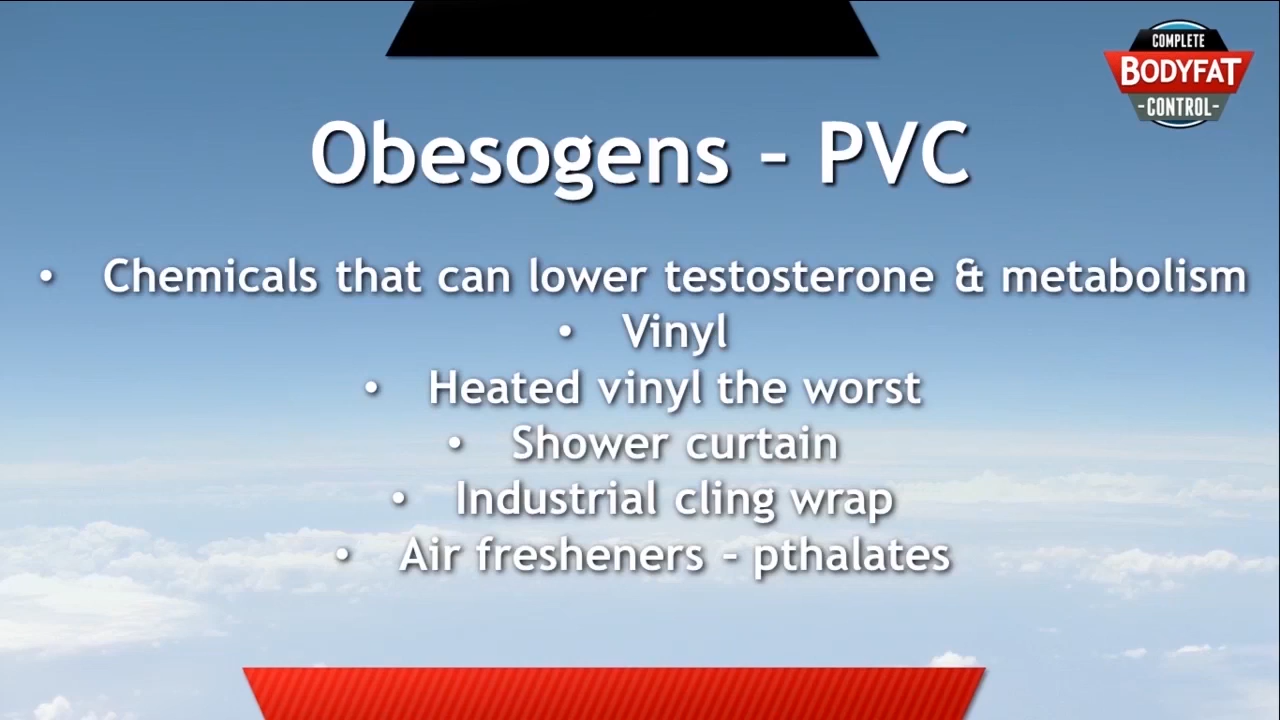 COMPLETE
BODYFAT
-CONTROL-
Obesogens – PVC
• Chemicals that can lower testosterone & metabolism
• Vinyl
• Heated vinyl the worst
• Shower curtain
• Industrial cling wrap
• Air fresheners – pthalates